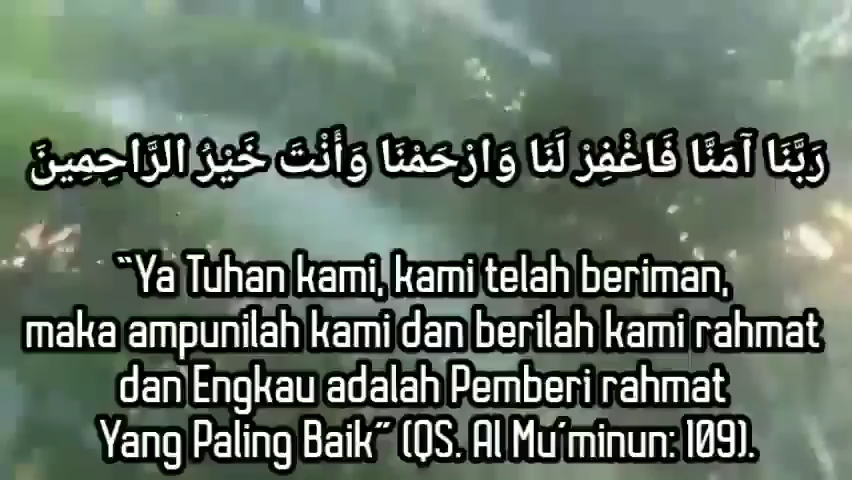 رَبَّنَا آمَنَّا فَاغْفِرْ لَنَا وَارْحَمْنَا وَأَنْتَ خَيْرُ الرَّاحِمِينَ
“Ya Tuhan kami, kami telah beriman,
maka ampunilah kami dan berilah kami rahmat
dan Engkau adalah Pemberi rahmat
Yang Paling Baik” (QS. Al Mu’minun: 109).